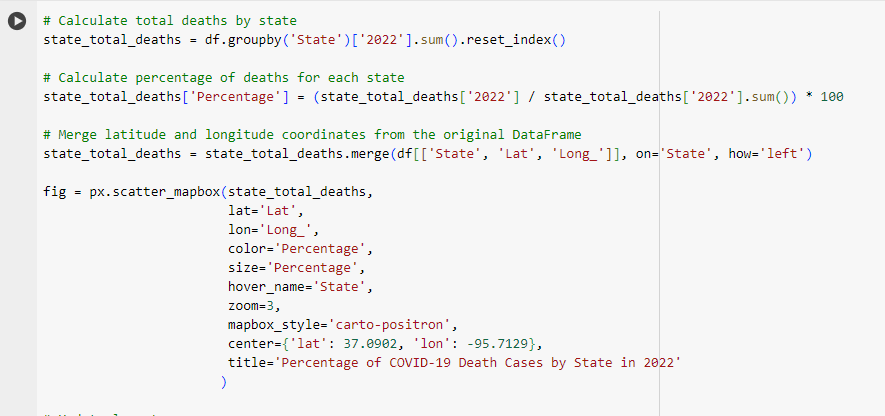 # Calculate total deaths by state
state_total_deaths = df.groupby('State')['2022'].sum().reset_index()
# Calculate percentage of deaths for each state
state_total_deaths['Percentage'] = (state_total_deaths['2022'] / state_total_deaths['2022'].sum()) * 100
# Merge latitude and longitude coordinates from the original DataFrame
state_total_deaths = state_total_deaths.merge(df[['State', 'Lat', 'Long_']], on='State', how='left')
fig = px.scatter_mapbox(state_total_deaths,
lat='Lat',
lon='Long_',
color='Percentage',
size='Percentage',
hover_name='State',
zoom=3,
mapbox_style='carto-positron',
center={'lat': 37.0902, 'lon': -95.7129},
title='Percentage of COVID-19 Death Cases by State in 2022'
)